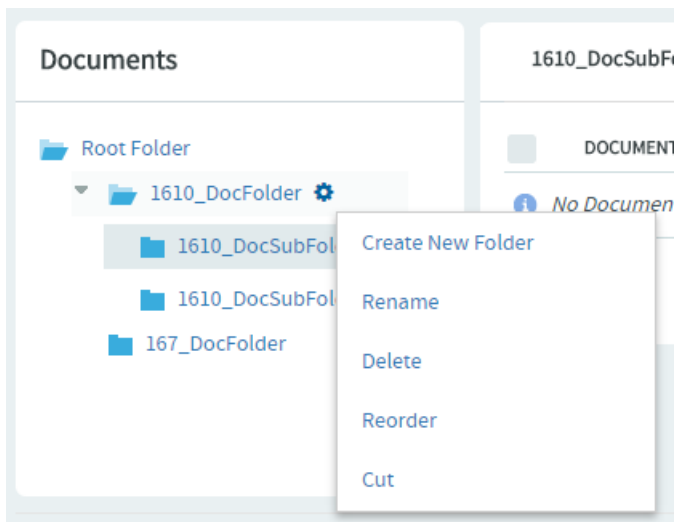 Documents
Root Folder
1610_DocFolder
1610_DocSubFol
1610_DocSubFol
167_DocFolder
1610_DocSubF
DOCUMENT
No Documen
Create New Folder
Rename
Delete
Reorder
Cut